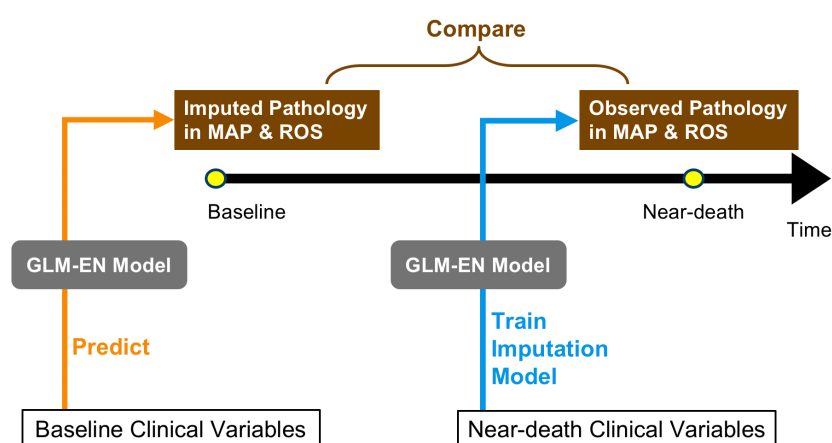 Compare
Imputed Pathology
in MAP & ROS
Observed Pathology
in MAP & ROS
Baseline
Near-death
Time
GLM-EN Model
GLM-EN Model
Predict
Train
Imputation
Model
Baseline Clinical Variables
Near-death Clinical Variables